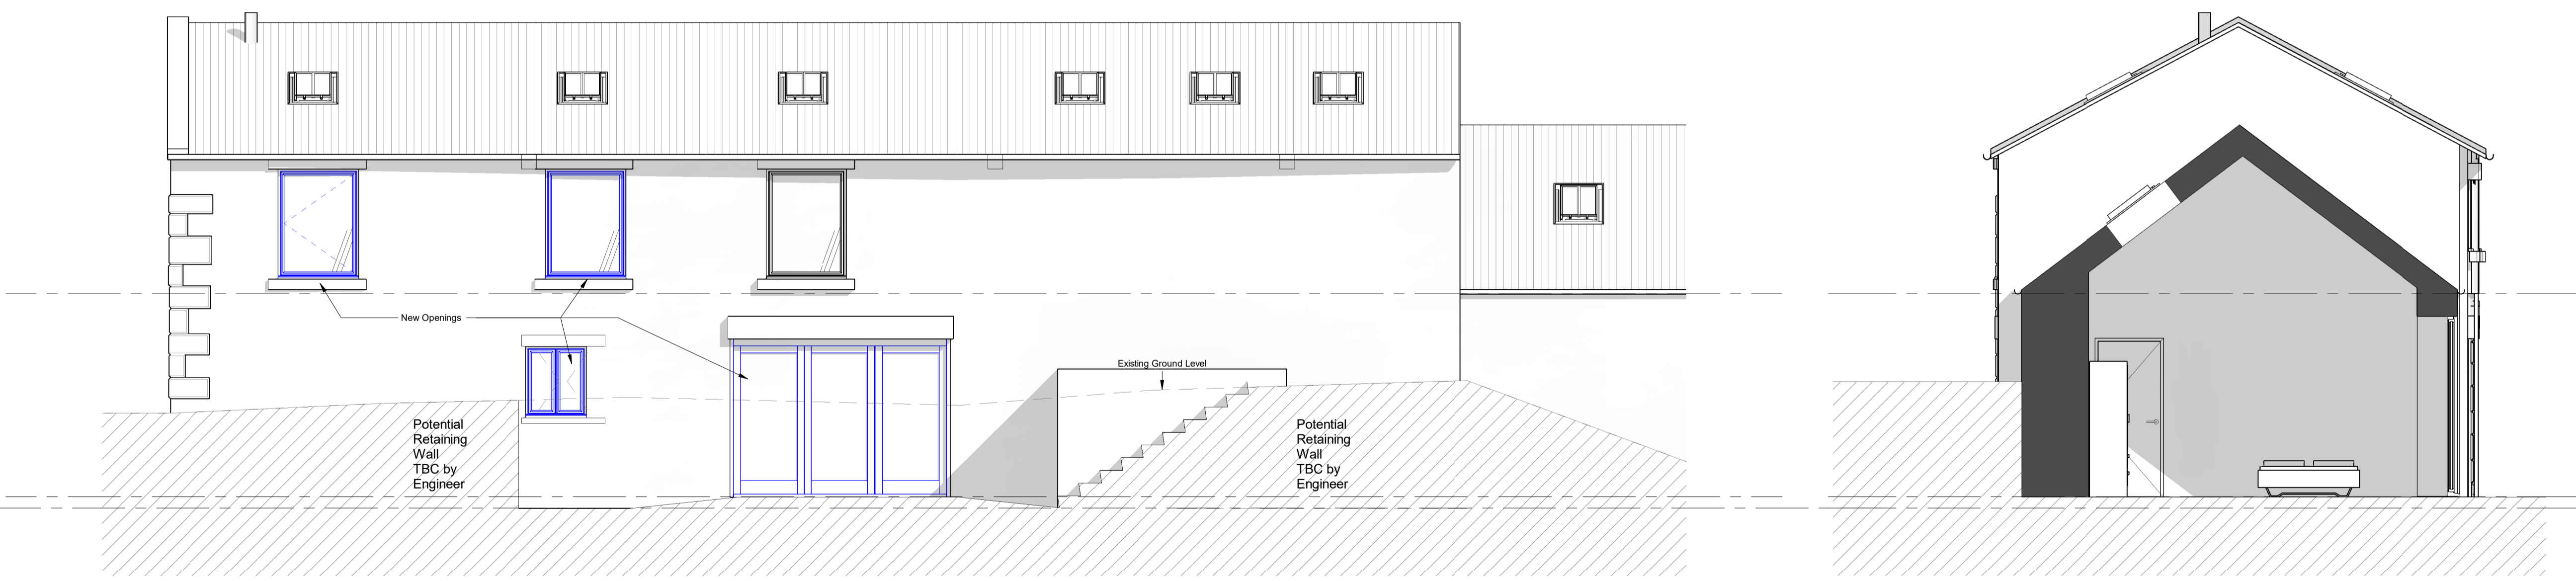 New Openings
Existing Ground Level
Potential
Retaining
Wall
TBC by
Engineer
Potential
Retaining
Wall
TBC by
Engineer